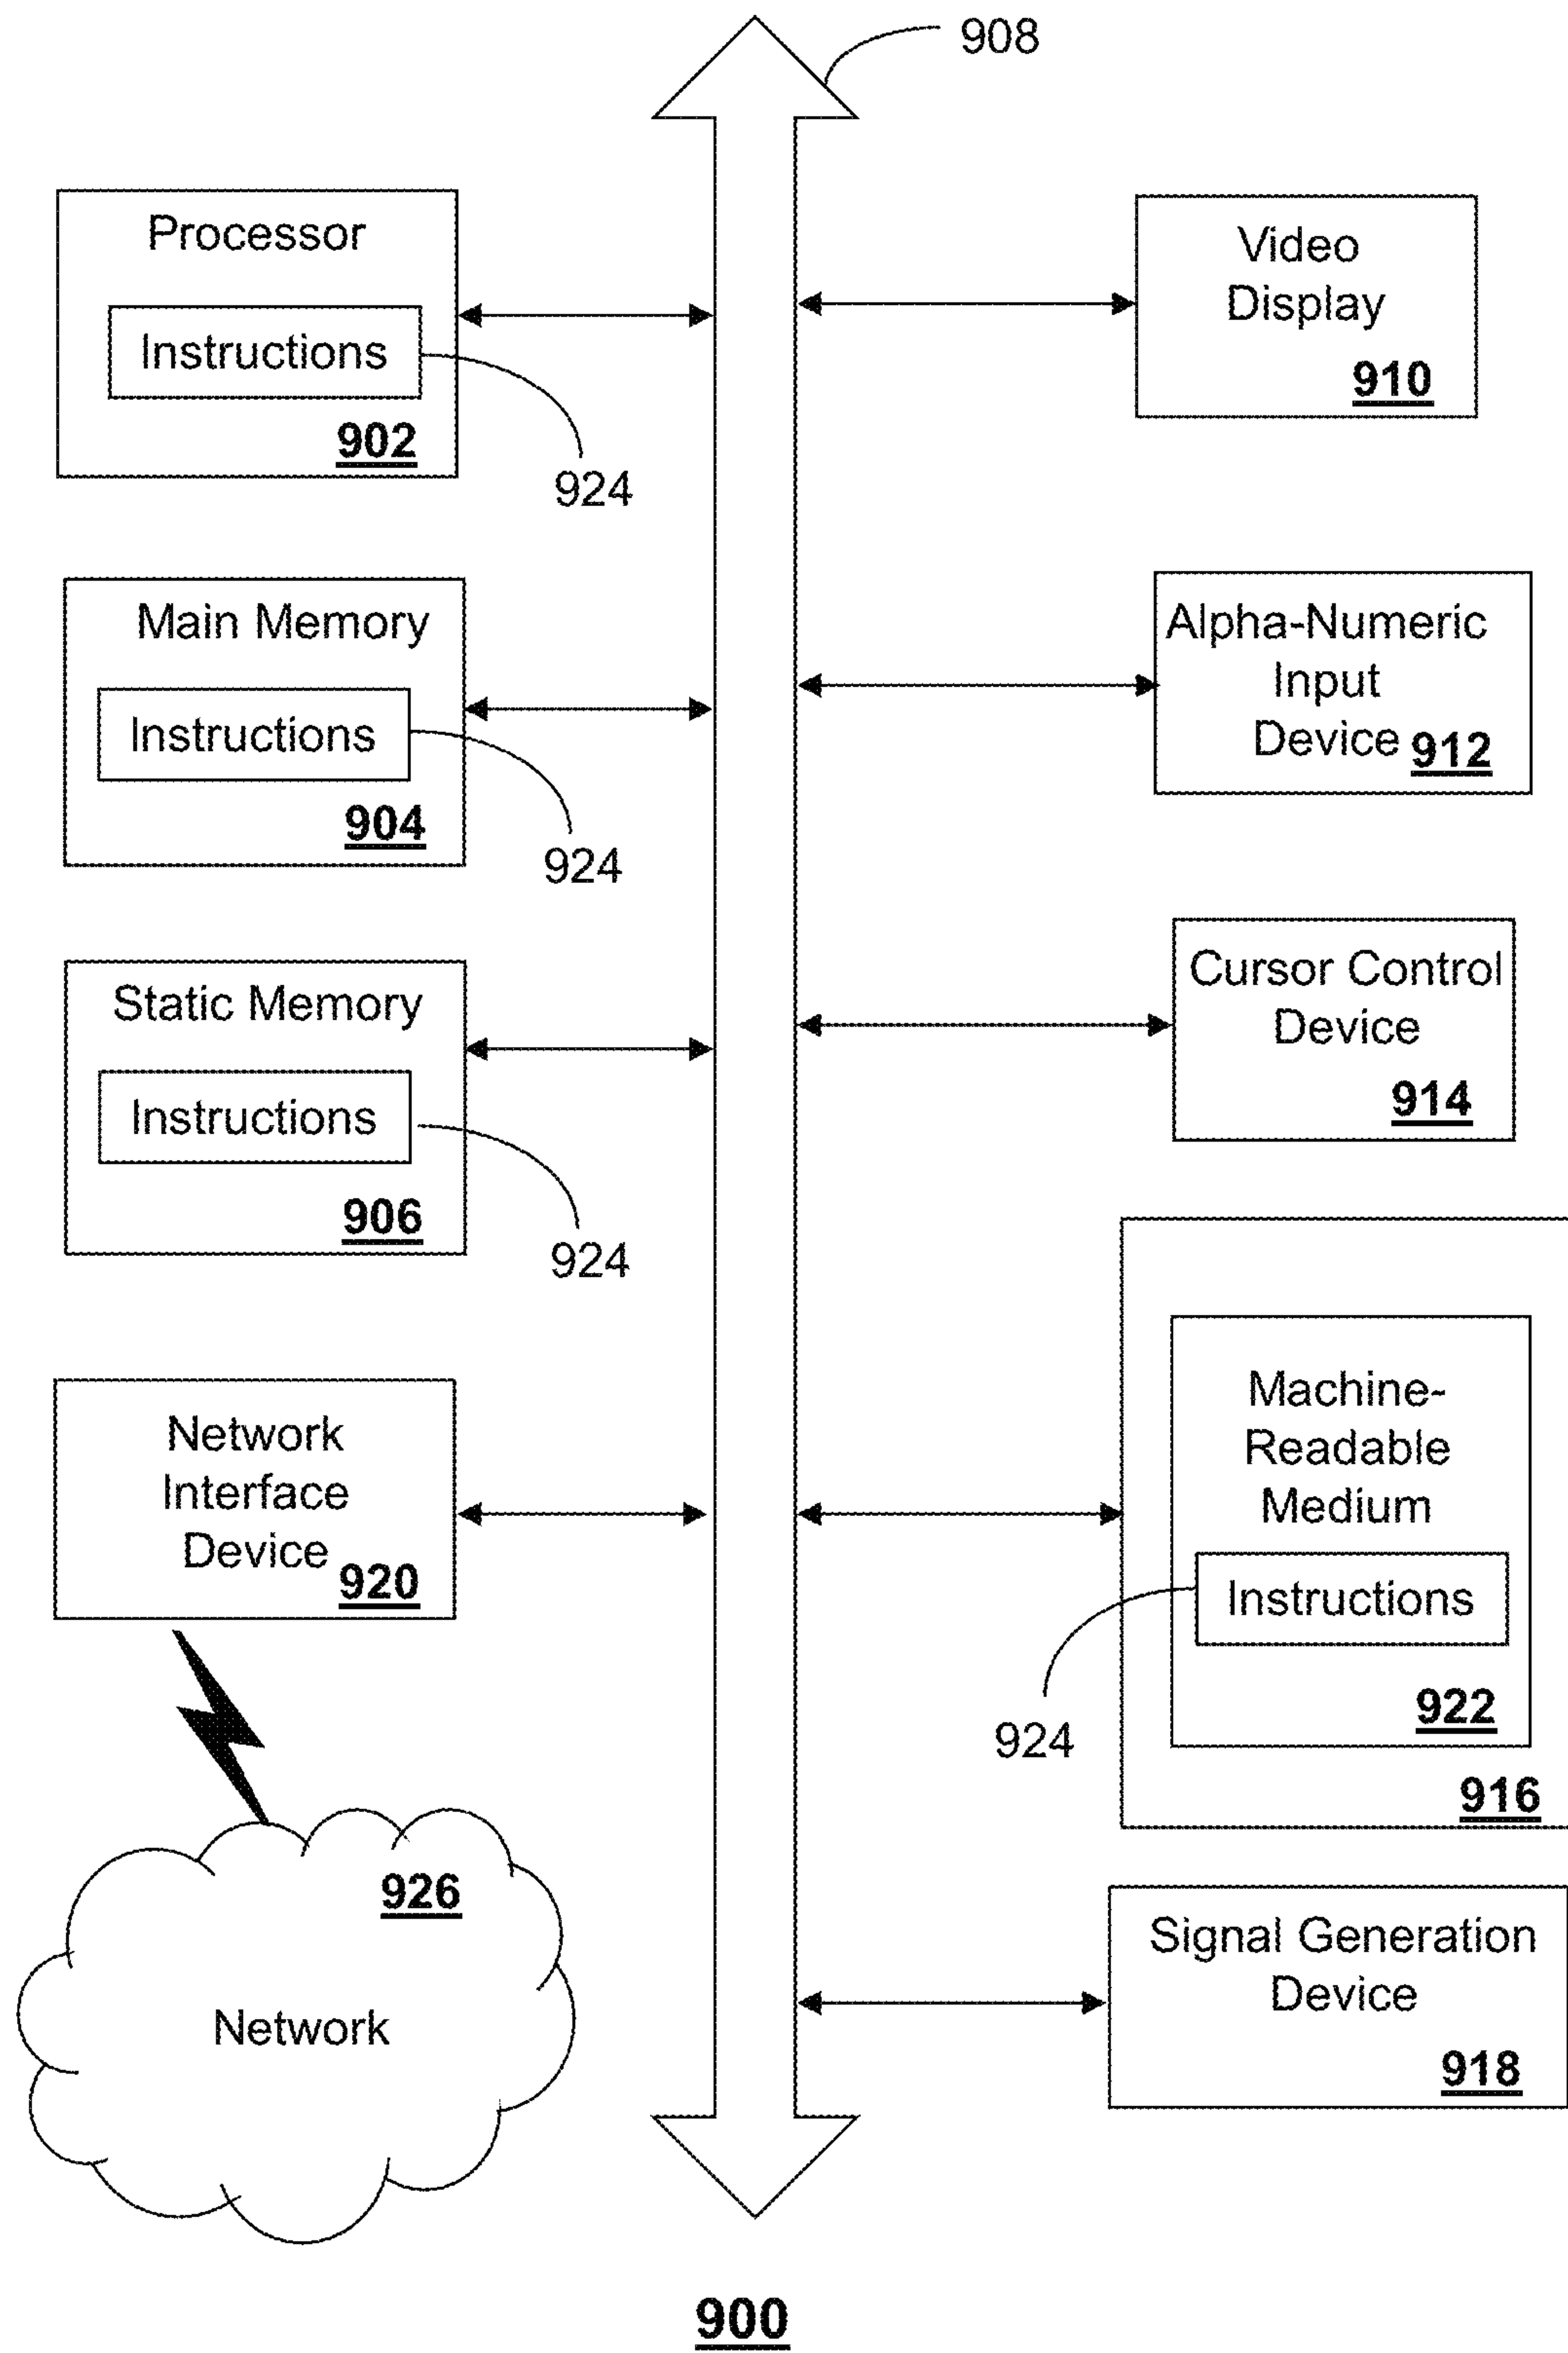 908
Processor
Instructions
902
924
Video
Display
910
Main Memory
Instructions
904
924
Alpha-Numeric
Input
Device 912
Static Memory
Instructions
906
924
Cursor Control
Device
914
Network
Interface
Device 920
Machine-
Readable
Medium
Instructions
922
924
916
926
Network
Signal Generation
Device
918
900